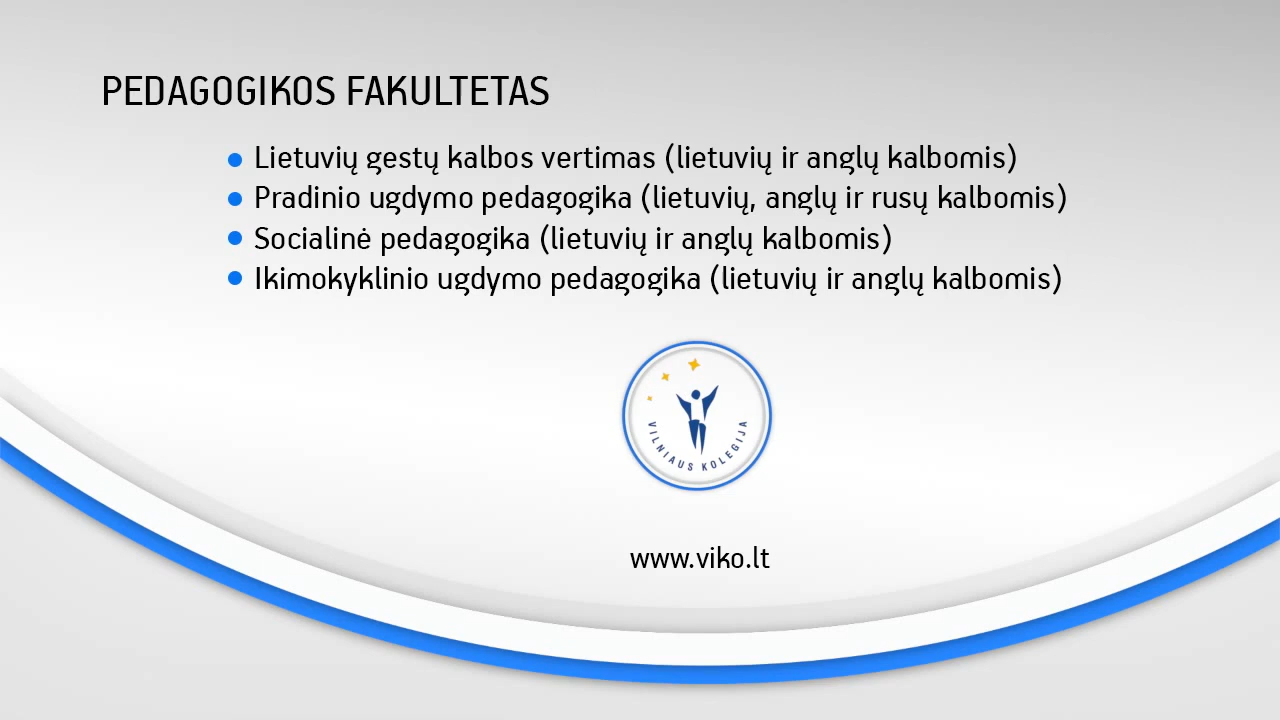 PEDAGOGIKOS FAKULTETAS
Lietuvių gestų kalbos vertimas (lietuvių ir anglų kalbomis)
Pradinio ugdymo pedagogika (lietuvių, anglų ir rusų kalbomis)
Socialinė pedagogika (lietuvių ir anglų kalbomis)
Ikimokyklinio ugdymo pedagogika (lietuvių ir anglų kalbomis)
VILNIAUS KOLEGIJA
www.viko.lt